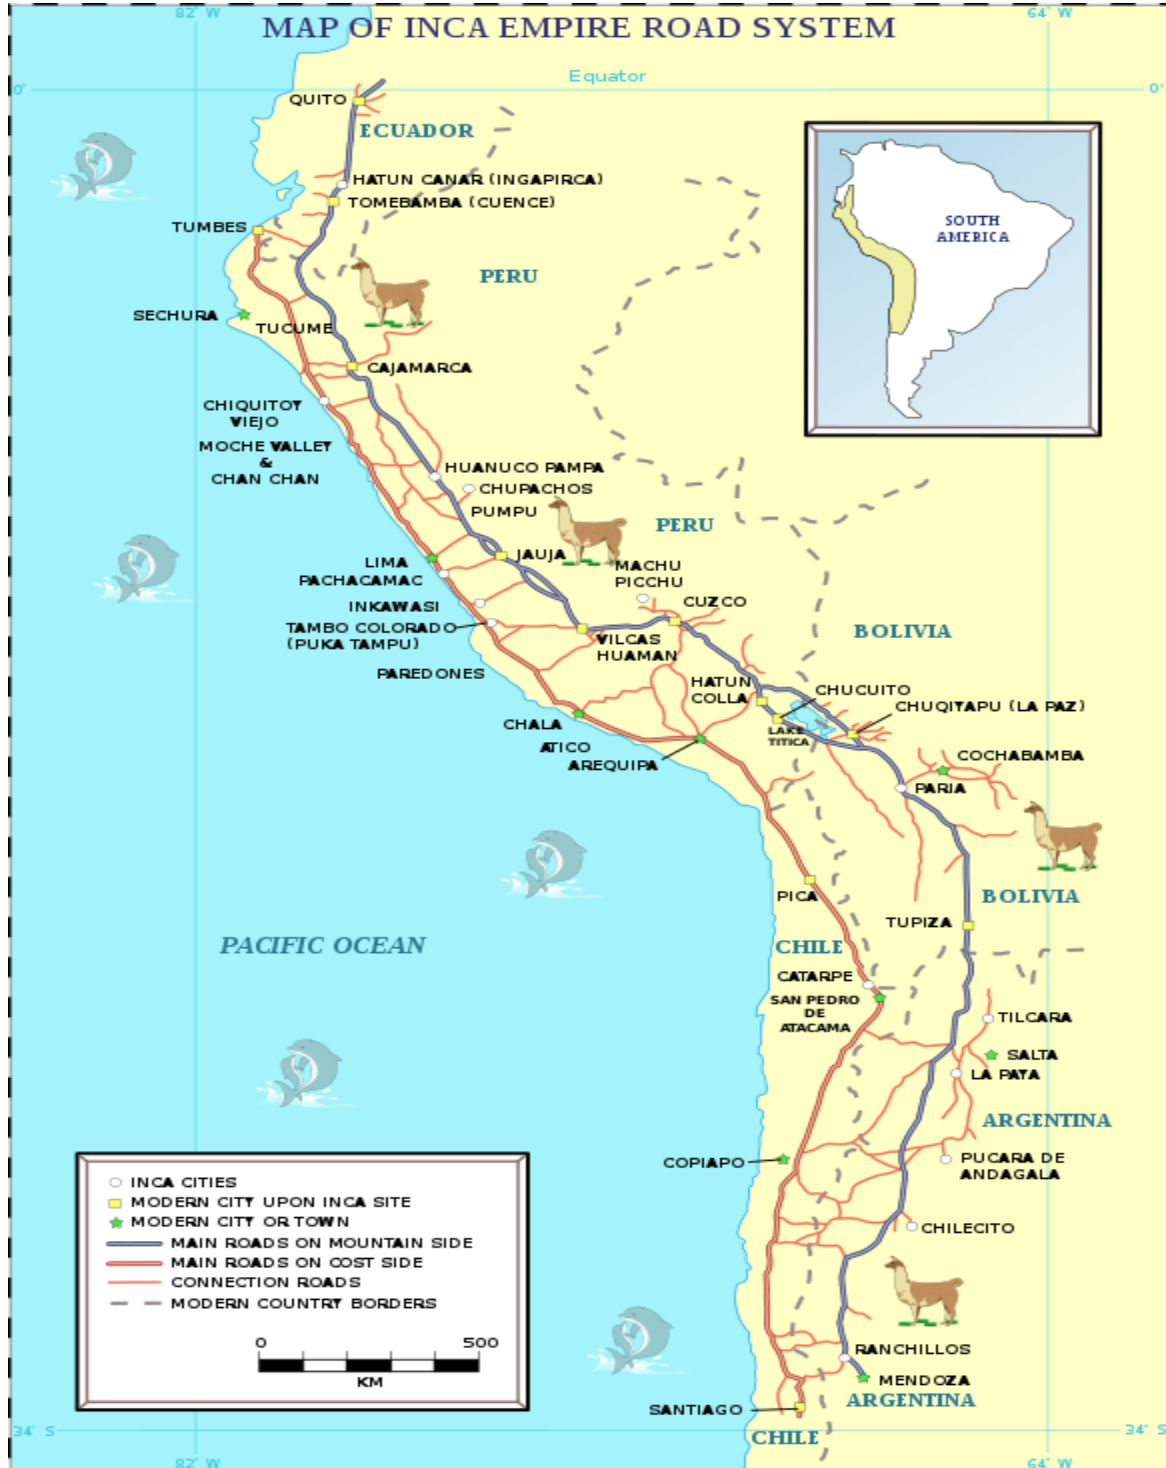 82° W
64° W
MAP OF INCA EMPIRE ROAD SYSTEM
Equator
0°
0°
QUITO
ECUADOR
HATUN CANAR (INGAPIRCA)
TOMEBAMBA (CUENCE)
TUMBES
SOUTH
AMERICA
PERU
SECHURA
TUCUME
CAJAMARCA
CHIQUITOY
VIEJO
MOCHE VALLEY
&
CHAN CHAN
HUANUCO PAMPA
CHUPACHOS
PUMPU
PERU
JAUJA
LIMA
PACHACAMAC
MACHU
PICCHU
INKAWASI
CUZCO
TAMBO COLORADO
(PUKA TAMPU)
VILCAS
HUAMAN
BOLIVIA
PAREDONES
HATUN
COLLA
CHUCUITO
CHUQIYAPU (LA PAZ)
CHALA
LAKE
TITICA
ATICO
AREQUIPA
COCHABAMBA
PARIA
PICA
BOLIVIA
TUPIZA
PACIFIC OCEAN
CHILE
CATARPE
SAN PEDRO
DE
ATACAMA
TILCARA
SALTA
LA PAYA
ARGENTINA
COPIAPO
PUCARA DE
ANDAGALA
CHILECITO
INCA CITIES
MODERN CITY UPON INCA SITE
MODERN CITY OR TOWN
MAIN ROADS ON MOUNTAIN SIDE
MAIN ROADS ON COST SIDE
CONNECTION ROADS
MODERN COUNTRY BORDERS
0
500
KM
RANCHILLOS
MENDOZA
ARGENTINA
SANTIAGO
CHILE
34° S
34° S
82° W
64° W